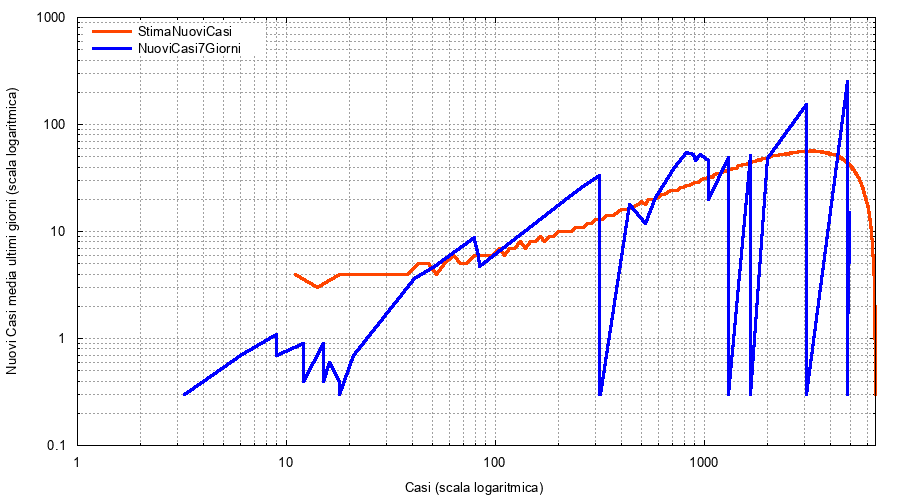 1000
100
10
1
0.1
Nuovi Casi media ultimi giorni (scala logaritmica)
StimaNuoviCasi
NuoviCasi7Giorni
1 10 100 1000
Casi (scala logaritmica)